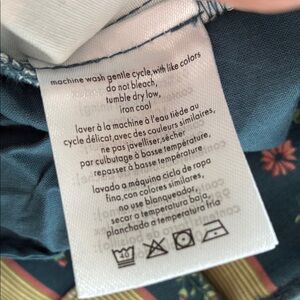 machine wash gentle cycle, with like colors
do not bleach,
tumble dry low,
iron cool
laver à la machine à l'eau tiède au
cycle délicat, avec des couleurs similaires,
ne pas javelliser, sécher
par culbutage à basse température,
repasser à basse température
lavado a máquina ciclo de ropa
fina, con colores similares,
no use blanqueador,
secar a temperatura baja,
planchado a temperatura fría
40